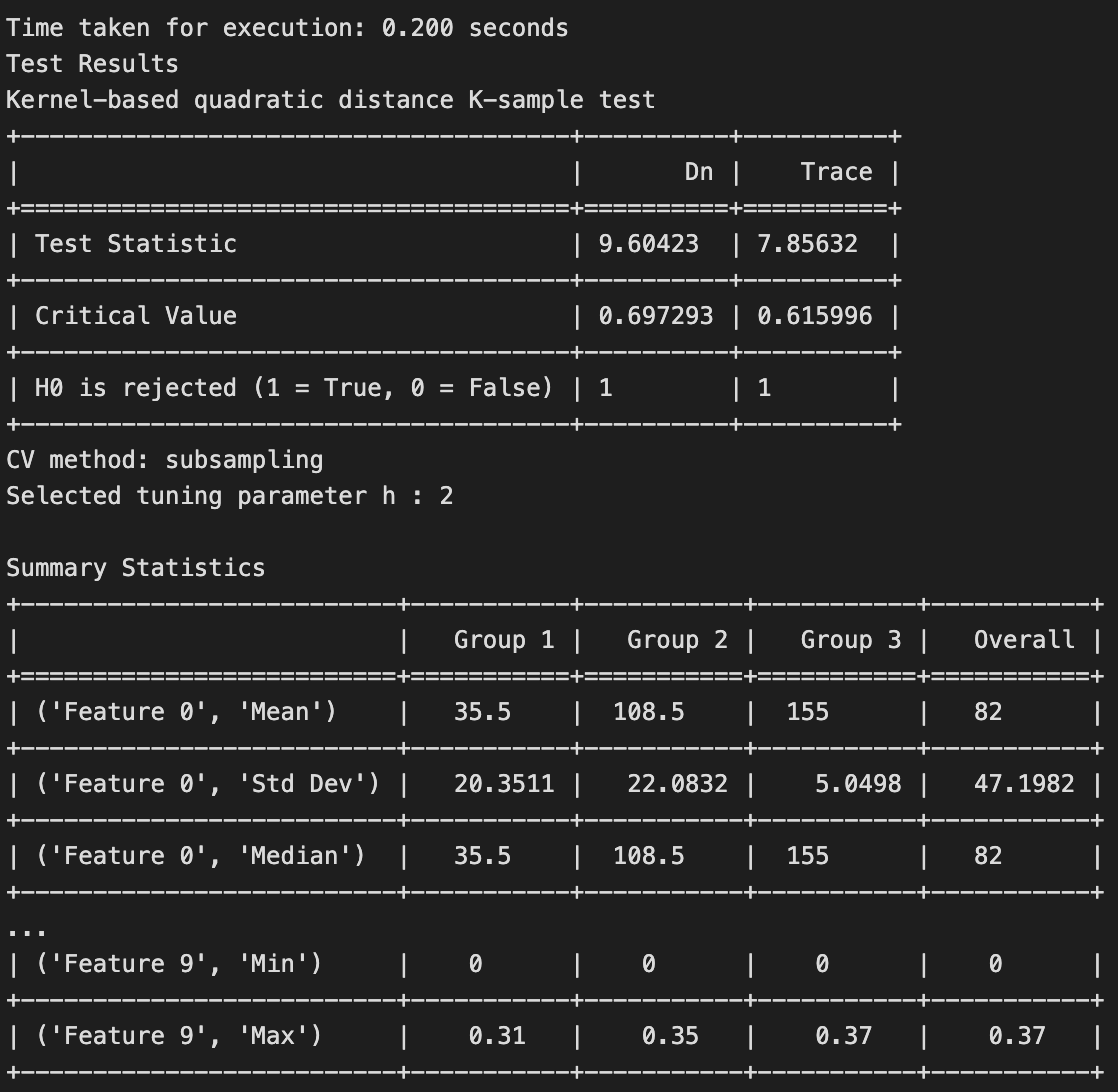 Time taken for execution: 0.200 seconds
Test Results
Kernel-based quadratic distance K-sample test
+--------------------------------------+----------+----------+
|                                      |       Dn |    Trace |
+======================================+==========+==========+
| Test Statistic                       | 9.60423  | 7.85632  |
+--------------------------------------+----------+----------+
| Critical Value                       | 0.697293 | 0.615996 |
+--------------------------------------+----------+----------+
| H0 is rejected (1 = True, 0 = False) | 1        | 1        |
+--------------------------------------+----------+----------+
CV method: subsampling
Selected tuning parameter h : 2

Summary Statistics
+--------------------------+-----------+-----------+-----------+-----------+
|                          |   Group 1 |   Group 2 |   Group 3 |   Overall |
+==========================+===========+===========+===========+===========+
| ('Feature 0', 'Mean')    |   35.5    |  108.5    |  155      |   82      |
+--------------------------+-----------+-----------+-----------+-----------+
| ('Feature 0', 'Std Dev') |   20.3511 |   22.0832 |    5.0498 |   47.1982 |
+--------------------------+-----------+-----------+-----------+-----------+
| ('Feature 0', 'Median')  |   35.5    |  108.5    |  155      |   82      |
+--------------------------+-----------+-----------+-----------+-----------+
...
| ('Feature 9', 'Min')     |    0      |    0      |    0      |    0      |
+--------------------------+-----------+-----------+-----------+-----------+
| ('Feature 9', 'Max')     |    0.31   |    0.35   |    0.37   |    0.37   |
+--------------------------+-----------+-----------+-----------+-----------+